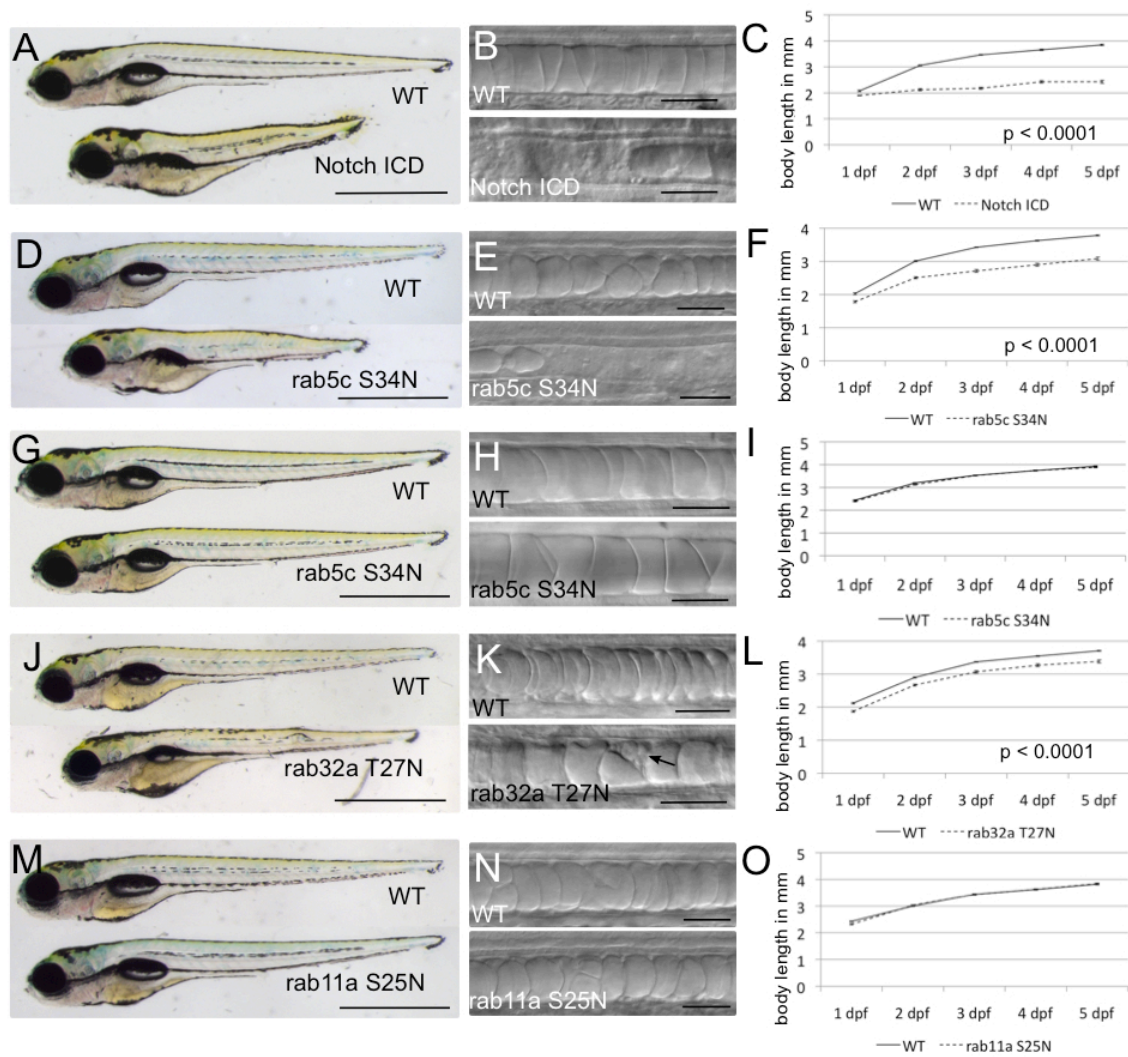 A
WT
Notch ICD
B
WT
Notch ICD
C
body length in mm
5
4
3
2
1
0
p < 0.0001
1 dpf 2 dpf 3 dpf 4 dpf 5 dpf
WT Notch ICD
D
WT
rab5c S34N
E
WT
rab5c S34N
F
body length in mm
4
3
2
1
0
p < 0.0001
1 dpf 2 dpf 3 dpf 4 dpf 5 dpf
WT rab5c S34N
G
WT
rab5c S34N
H
WT
rab5c S34N
I
body length in mm
5
4
3
2
1
0
1 dpf 2 dpf 3 dpf 4 dpf 5 dpf
WT rab5c S34N
J
WT
rab32a T27N
K
WT
rab32a T27N
L
body length in mm
4
3
2
1
0
p < 0.0001
1 dpf 2 dpf 3 dpf 4 dpf 5 dpf
WT rab32a T27N
M
WT
rab11a S25N
N
WT
rab11a S25N
O
body length in mm
5
4
3
2
1
0
1 dpf 2 dpf 3 dpf 4 dpf 5 dpf
WT rab11a S25N